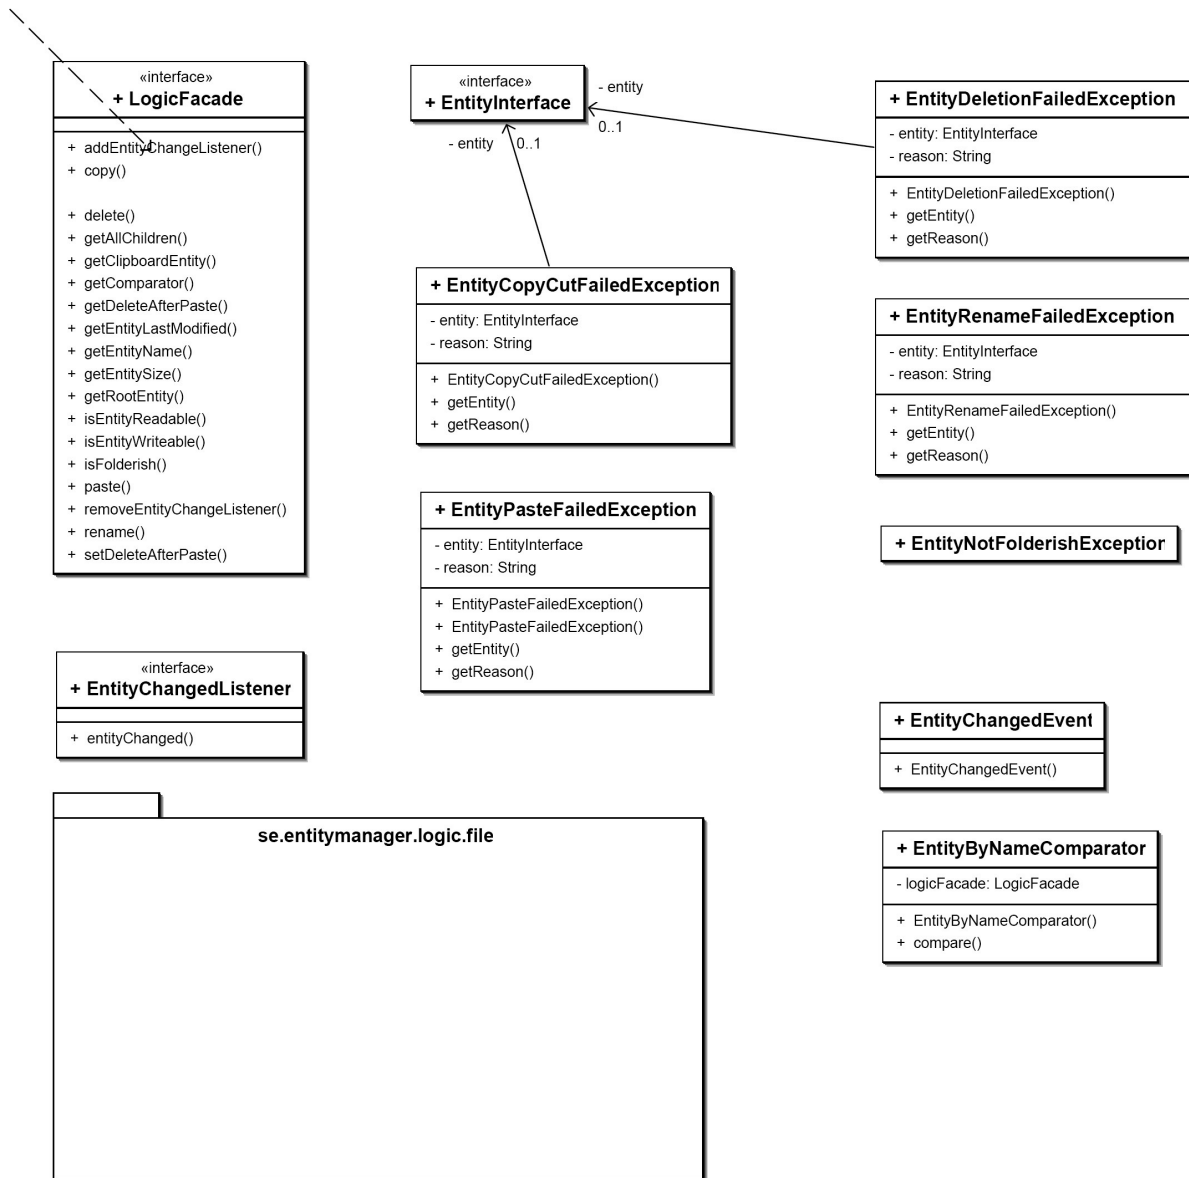 «interface»
+ LogicFacade
+ addEntityChangeListener()
+ copy()
+ delete()
+ getAllChildren()
+ getClipboardEntity()
+ getComparator()
+ getDeleteAfterPaste()
+ getEntityLastModified()
+ getEntityName()
+ getEntitySize()
+ getRootEntity()
+ isEntityReadable()
+ isEntityWriteable()
+ isFolderish()
+ paste()
+ removeEntityChangeListener()
+ rename()
+ setDeleteAfterPaste()
«interface»
+ EntityInterface
- entity
0..1
- entity
0..1
+ EntityDeletionFailedException
- entity: EntityInterface
- reason: String
+ EntityDeletionFailedException()
+ getEntity()
+ getReason()
+ EntityCopyCutFailedException
- entity: EntityInterface
- reason: String
+ EntityCopyCutFailedException()
+ getEntity()
+ getReason()
+ EntityRenameFailedException
- entity: EntityInterface
- reason: String
+ EntityRenameFailedException()
+ getEntity()
+ getReason()
+ EntityPasteFailedException
- entity: EntityInterface
- reason: String
+ EntityPasteFailedException()
+ EntityPasteFailedException()
+ getEntity()
+ getReason()
+ EntityNotFolderishException
«interface»
+ EntityChangedListener
+ entityChanged()
+ EntityChangedEvent
+ EntityChangedEvent()
se.entitymanager.logic.file
+ EntityByNameComparator
- logicFacade: LogicFacade
+ EntityByNameComparator()
+ compare()